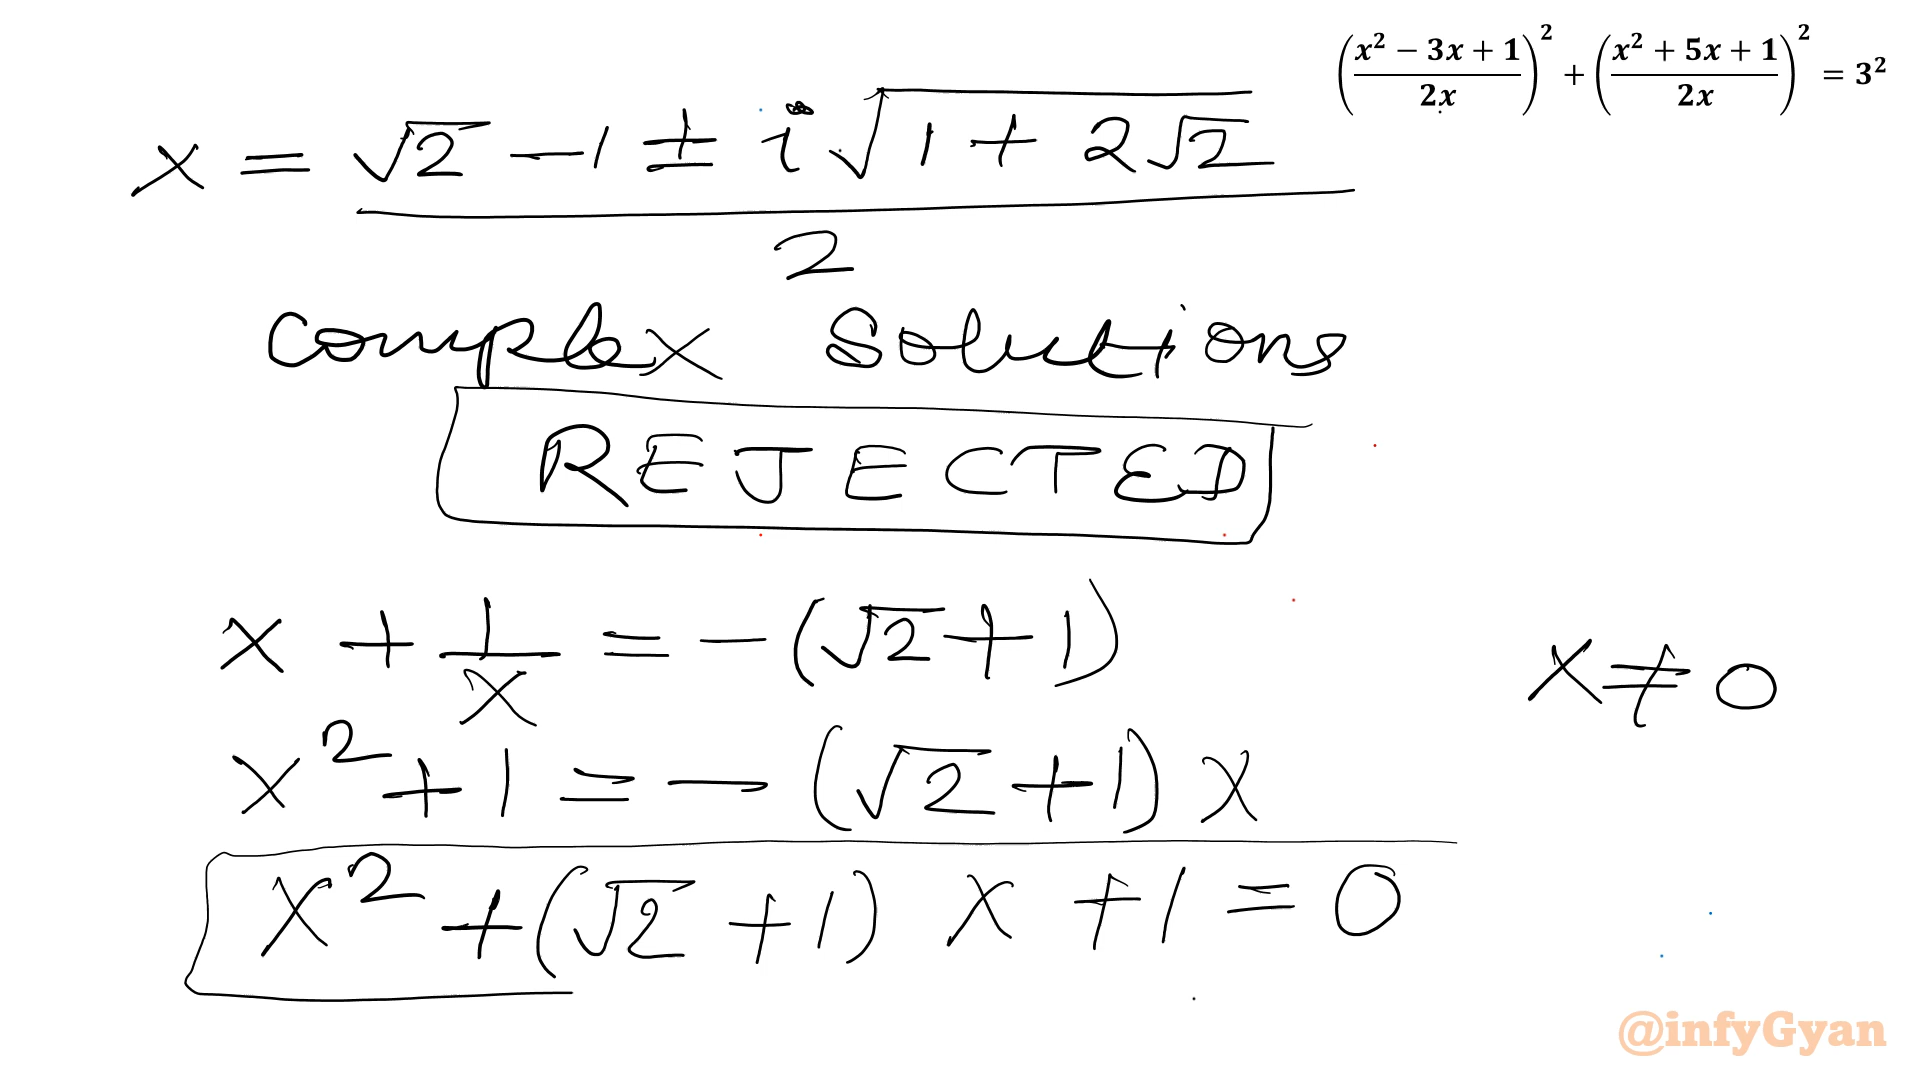 (x² − 3x + 1 / 2x)² + (x² + 5x + 1 / 2x)² = 3²
x = √2 − 1 ± i √(1 + 2√2) / 2
complex solutions
REJECTED
x + 1/x = − (√2 + 1)
x ≠ 0
x² + 1 = − (√2 + 1) x
x² + (√2 + 1) x + 1 = 0
@infyGyan